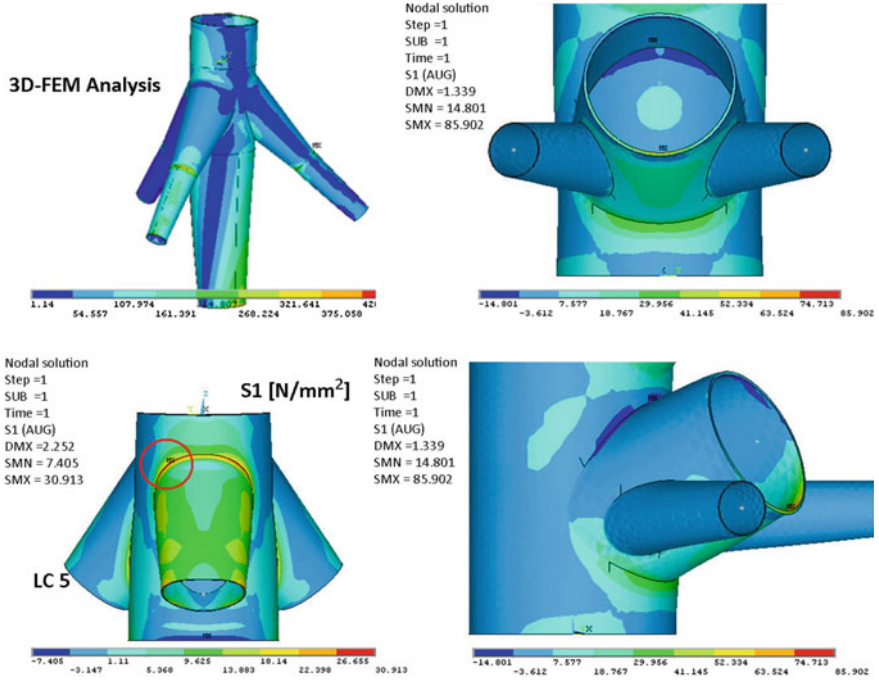 3D-FEM Analysis
1.14 107.974 214.807 321.641 428
54.557 161.391 268.224 375.058
Nodal solution
Step =1
SUB =1
Time =1
S1 (AUG)
DMX =1.339
SMN = 14.801
SMX = 85.902
-14.801 7.577 29.956 52.334 74.713
-3.612 18.767 41.145 63.524 85.902
Nodal solution
Step =1
SUB =1
Time =1
S1 (AUG)
DMX =2.252
SMN =7.405
SMX =30.913
S1 [N/mm²]
Z
Y X
MX
LC 5
-7.405 1.11 9.625 18.14 26.655
-3.147 5.368 13.883 22.398 30.913
Nodal solution
Step =1
SUB =1
Time =1
S1 (AUG)
DMX =1.339
SMN =14.801
SMX =85.902
MX
-14.801 7.577 29.956 52.334 74.713
-3.612 18.767 41.145 63.524 85.902